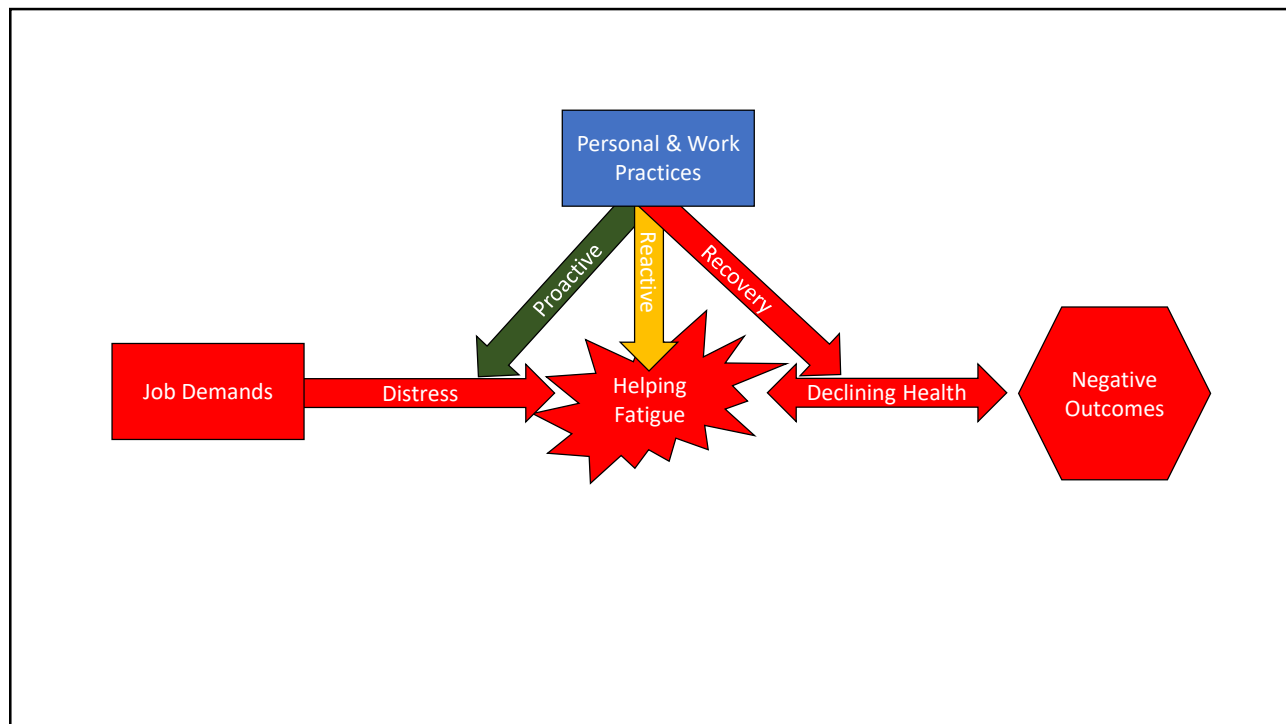 Personal & Work
Practices
Proactive
Reactive
Recovery
Job Demands
Distress
Helping
Fatigue
Declining Health
Negative
Outcomes